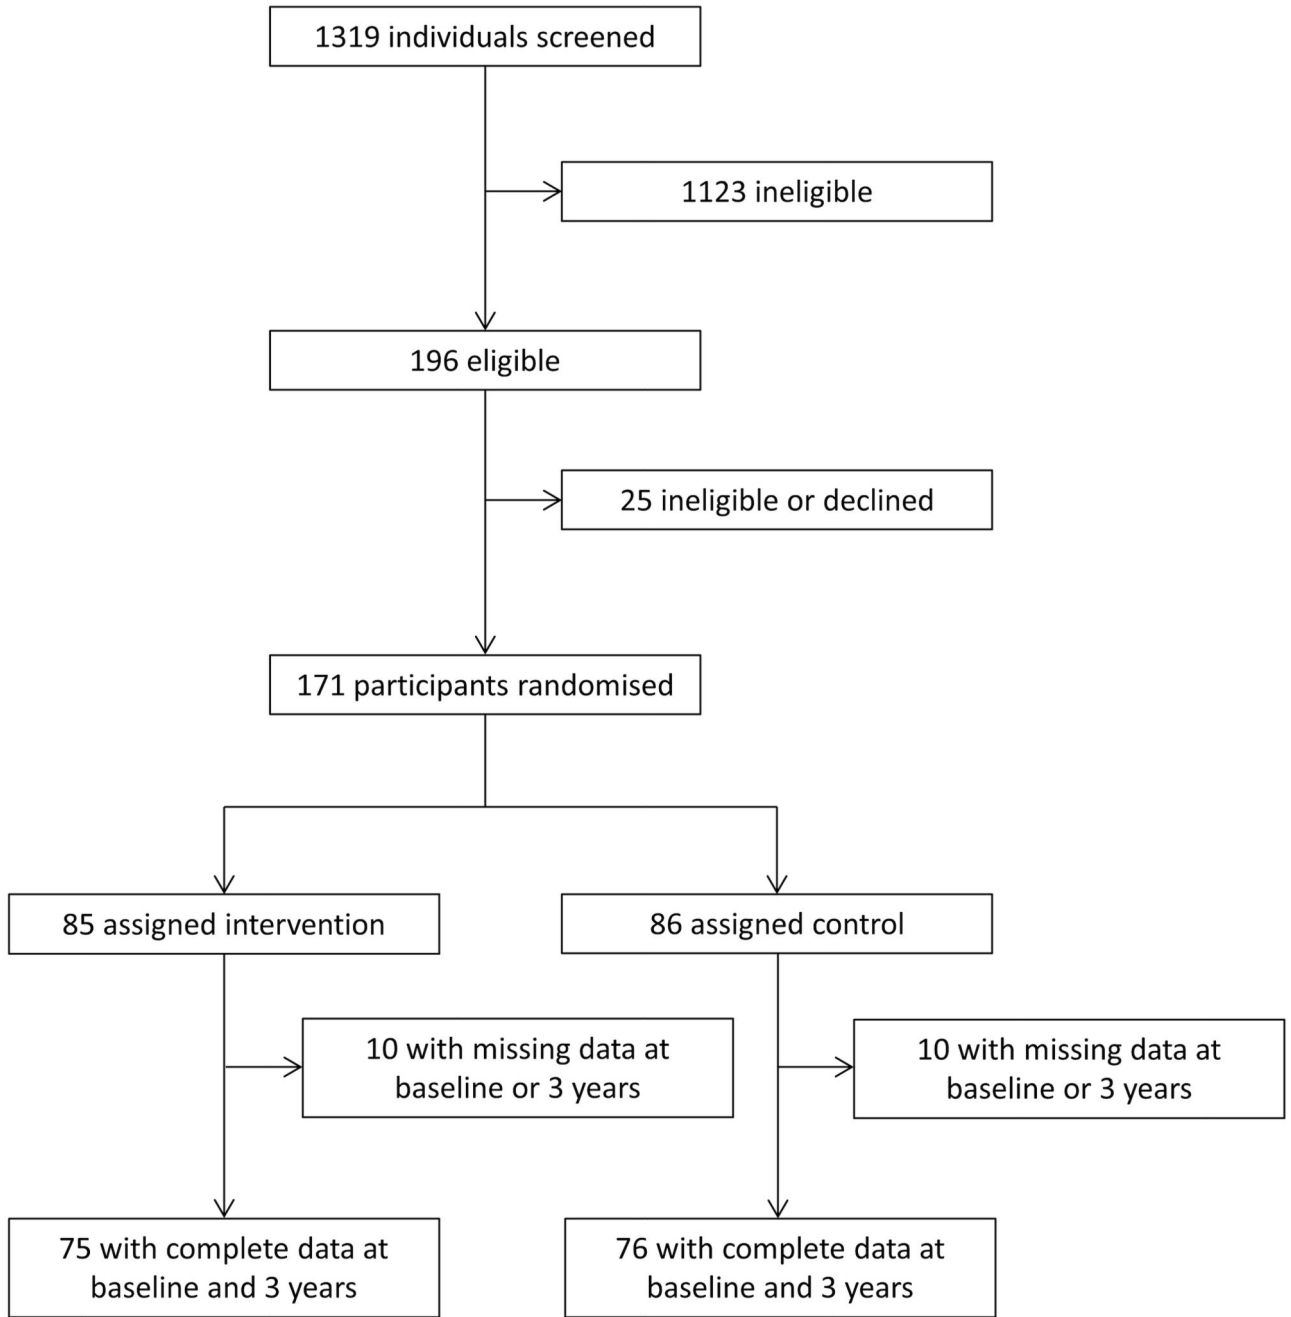 1319 individuals screened
1123 ineligible
196 eligible
25 ineligible or declined
171 participants randomised
85 assigned intervention
86 assigned control
10 with missing data at
baseline or 3 years
10 with missing data at
baseline or 3 years
75 with complete data at
baseline and 3 years
76 with complete data at
baseline and 3 years